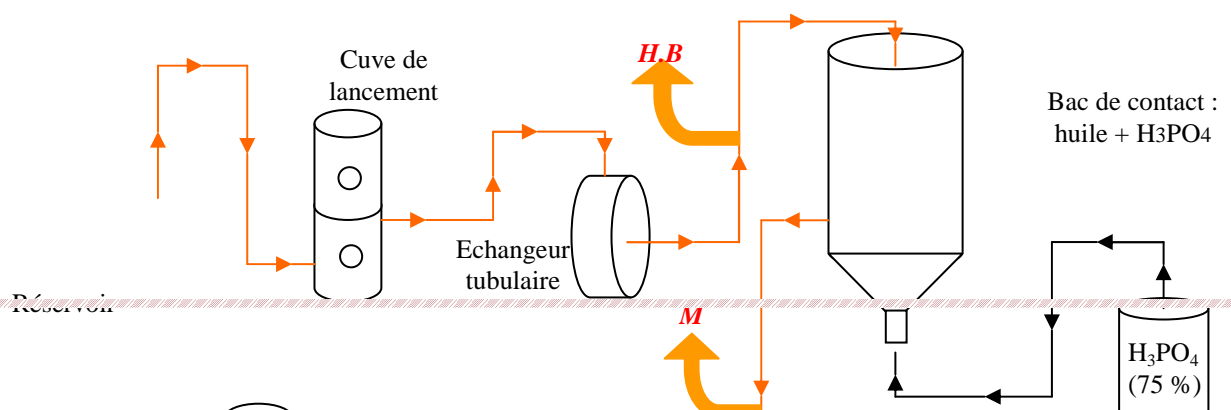 H.B
Cuve de
lancement
Bac de contact :
huile + H3PO4
Echangeur
tubulaire
Réservoir
M
H₃PO₄
(75 %)